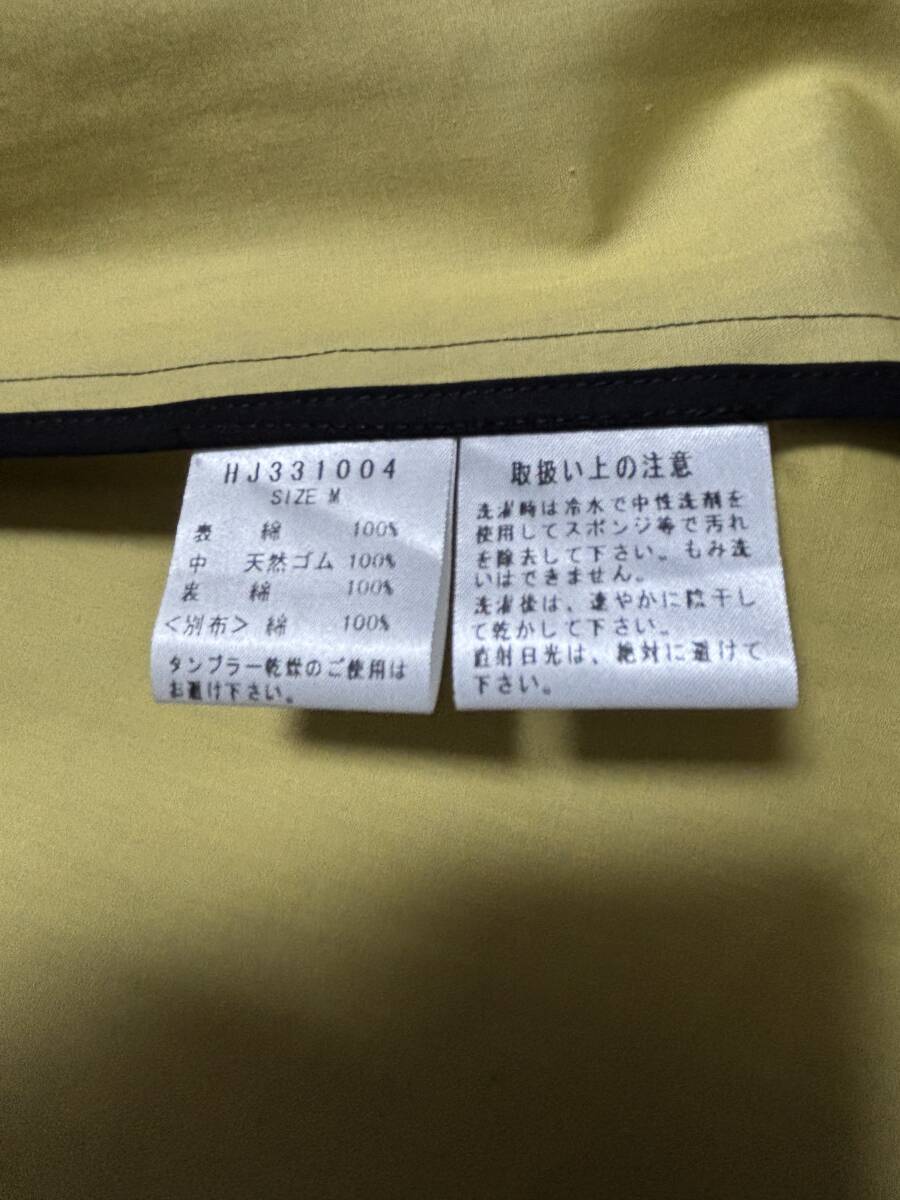 HJ331004
SIZE M
表 綿 100%
中 天然ゴム 100%
裏 綿 100%
<別布> 綿 100%
タンブラー乾燥のご使用は
お避け下さい。
取扱い上の注意
洗濯時は冷水で中性洗剤を
使用してスポンジ等で汚れ
を除去して下さい。もみ洗
いはできません。
洗濯後は、速やかに陰干し
て乾かして下さい。
直射日光は、絶対に避けて
下さい。